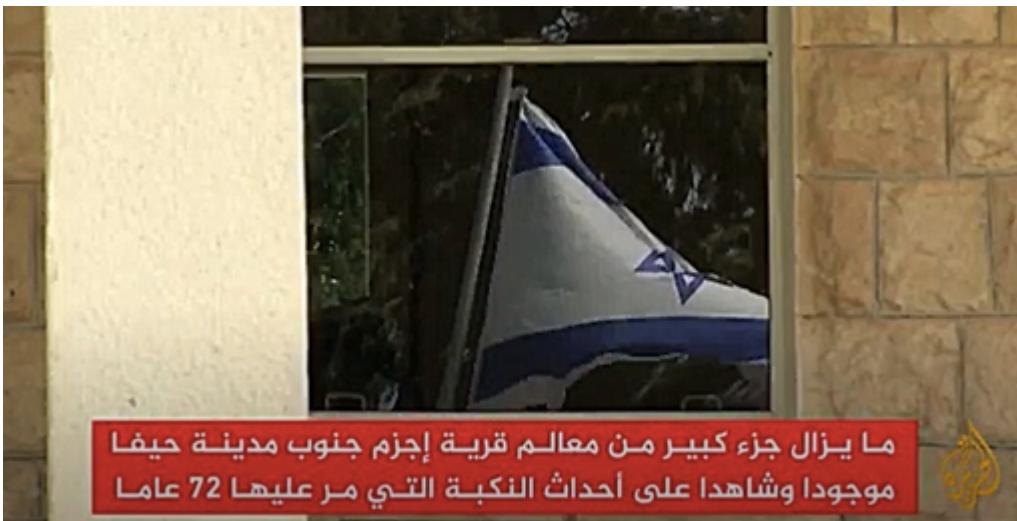 ما يزال جزء كبير من معالم قرية إجزم جنوب مدينة حيفا
موجودا وشاهدا على أحداث النكبة التي مر عليها 72 عاما